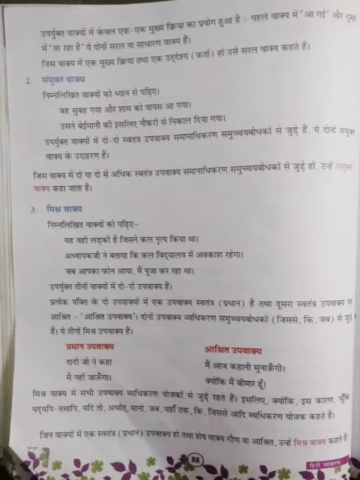 उपर्युक्त वाक्यों में केवल एक-एक मुख्य क्रिया का प्रयोग हुआ है - पहले वाक्य में 'आ गई' और दूसरे
में 'आ रहा है' ये दोनों सरल या साधारण वाक्य हैं।
जिस वाक्य में एक मुख्य क्रिया तथा एक उद्देश्य (कर्ता) हो उसे सरल वाक्य कहते हैं।
2. संयुक्त वाक्य
निम्नलिखित वाक्यों को ध्यान से पढ़िए।
वह सुबह गया और शाम को वापस आ गया।
उसने बेईमानी की इसलिए नौकरी से निकाल दिया गया।
उपर्युक्त वाक्यों में दो-दो स्वतंत्र उपवाक्य समानाधिकरण समुच्चयबोधकों से जुड़े हैं, ये दोनों संयुक्त
वाक्य के उदाहरण हैं।
जिस वाक्य में दो या दो से अधिक स्वतंत्र उपवाक्य समानाधिकरण समुच्चयबोधकों से जुड़े हों, उन्हें संयुक्त
वाक्य कहा जाता है।
3. मिश्र वाक्य
निम्नलिखित वाक्यों को पढ़िए–
यह वही लड़की है जिसने कल नृत्य किया था।
अध्यापकजी ने बताया कि कल विद्यालय में अवकाश रहेगा।
जब आपका फोन आया, मैं पूजा कर रहा था।
उपर्युक्त तीनों वाक्यों में दो-दो उपवाक्य हैं।
प्रत्येक पंक्ति के दो उपवाक्यों में एक उपवाक्य स्वतंत्र (प्रधान) है तथा दूसरा स्वतंत्र उपवाक्य पर
आश्रित - 'आश्रित उपवाक्य'। दोनों उपवाक्य व्यधिकरण समुच्चयबोधकों (जिससे, कि, जब) से जुड़े
हैं। ये तीनों मिश्र उपवाक्य हैं।
प्रधान उपवाक्य आश्रित उपवाक्य
दादी जी ने कहा मैं आज कहानी सुनाऊँगी।
मैं नहीं जाऊँगा। क्योंकि मैं बीमार हूँ।
मिश्र वाक्य में सभी उपवाक्य व्यधिकरण योजकों से जुड़े रहते हैं। इसलिए, क्योंकि, इस कारण, चूँकि,
यद्यपि-तथापि, यदि तो, अर्थात्, मानो, जब, यहाँ तक, कि, जिससे आदि व्यधिकरण योजक कहते हैं।
जिन वाक्यों में एक स्वतंत्र (प्रधान) उपवाक्य हो तथा शेष वाक्य गौण या आश्रित, उन्हें मिश्र वाक्य कहते हैं।
88
हिन्दी व्याकरण